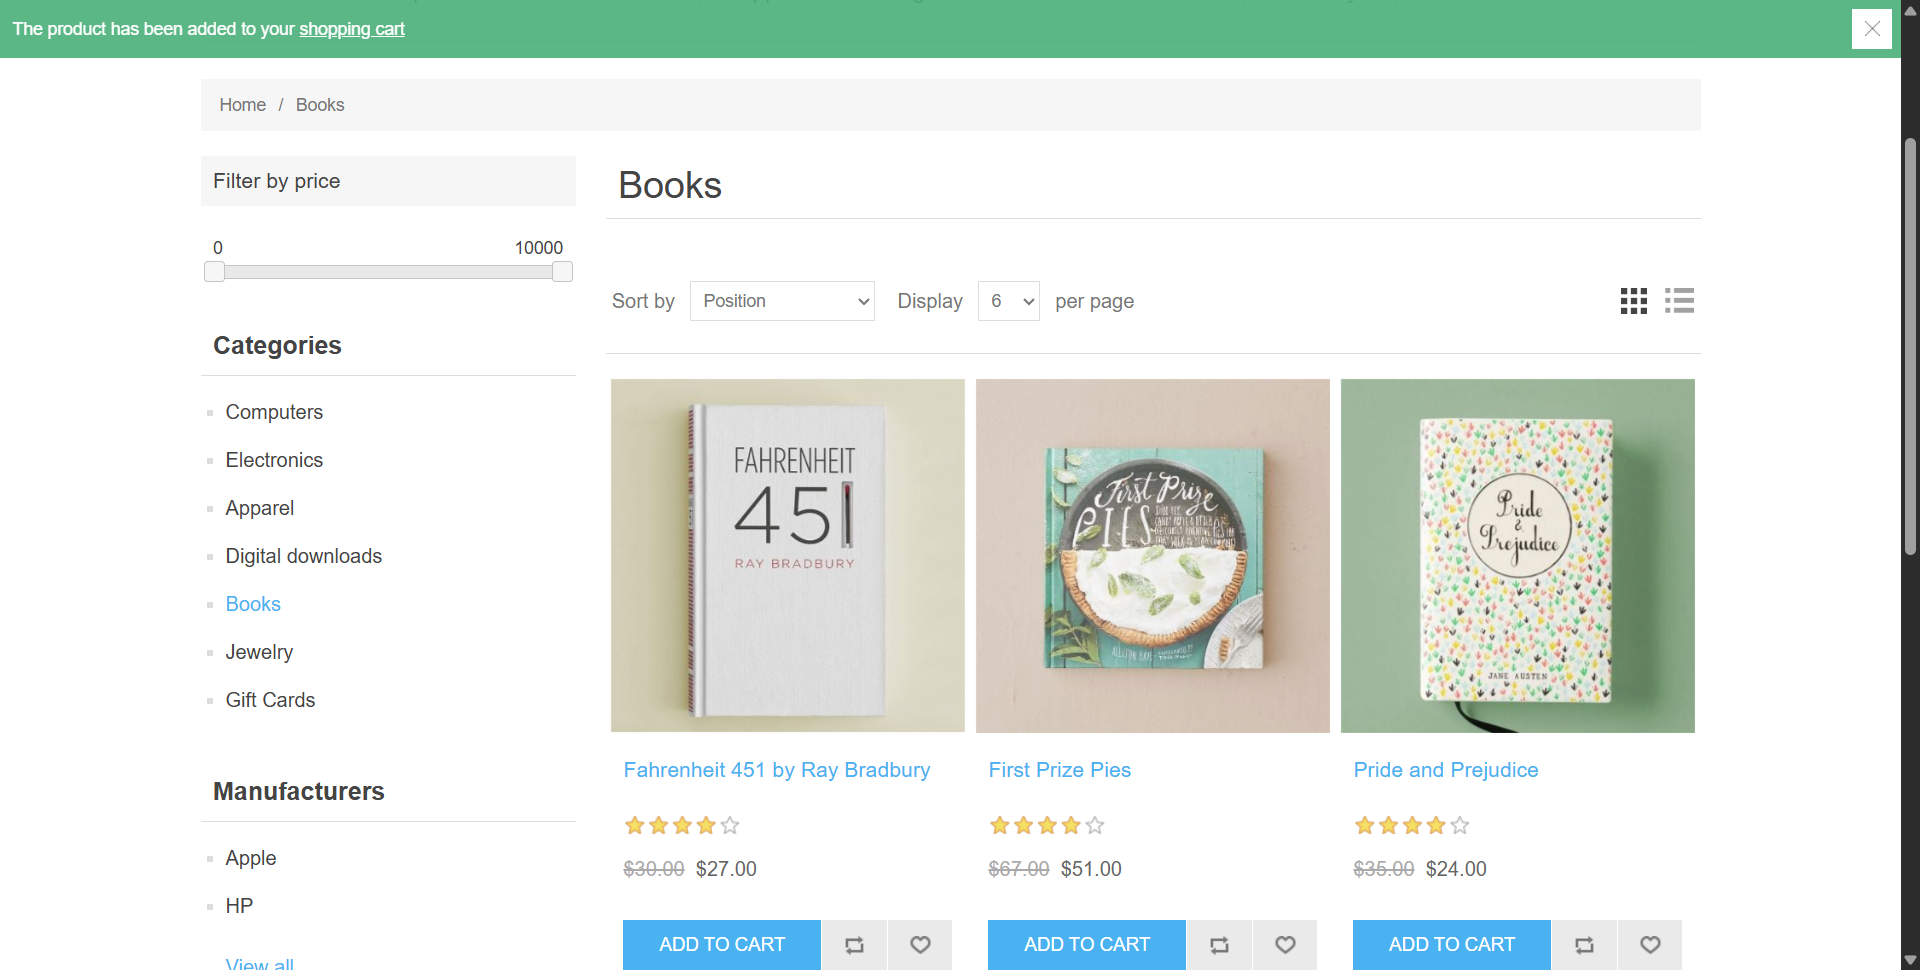 The product has been added to your shopping cart
Home / Books
Filter by price
0 10000
Categories
Computers
Electronics
Apparel
Digital downloads
Books
Jewelry
Gift Cards
Manufacturers
Apple
HP
View all
Books
Sort by Position Display 6 per page
FAHRENHEIT
451
RAY BRADBURY
First Prize
PIES
Pride
&
Prejudice
JANE AUSTEN
Fahrenheit 451 by Ray Bradbury
$30.00 $27.00
ADD TO CART
First Prize Pies
$67.00 $51.00
ADD TO CART
Pride and Prejudice
$35.00 $24.00
ADD TO CART